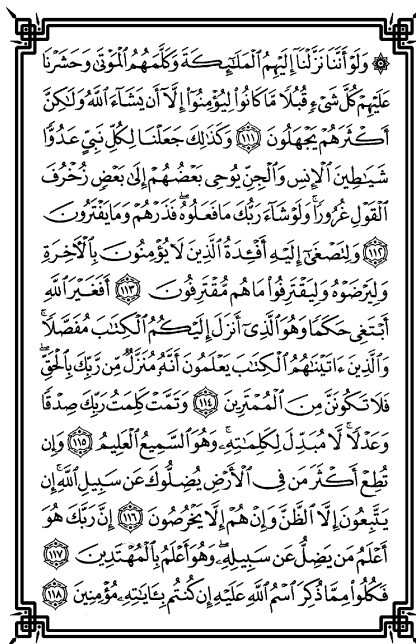 ۞ وَلَوْ أَنَّنَا نَزَّلْنَآ إِلَيْهِمُ ٱلْمَلَٰٓئِكَةَ وَكَلَّمَهُمُ ٱلْمَوْتَىٰ وَحَشَرْنَا
عَلَيْهِمْ كُلَّ شَىْءٍ قُبُلًا مَّا كَانُوا۟ لِيُؤْمِنُوٓا۟ إِلَّآ أَن يَشَآءَ ٱللَّهُ وَلَٰكِنَّ
أَكْثَرَهُمْ يَجْهَلُونَ ١١١ وَكَذَٰلِكَ جَعَلْنَا لِكُلِّ نَبِىٍّ عَدُوًّا
شَيَٰطِينَ ٱلْإِنسِ وَٱلْجِنِّ يُوحِى بَعْضُهُمْ إِلَىٰ بَعْضٍ زُخْرُفَ
ٱلْقَوْلِ غُرُورًا ۚ وَلَوْ شَآءَ رَبُّكَ مَا فَعَلُوهُ ۖ فَذَرْهُمْ وَمَا يَفْتَرُونَ
١١٢ وَلِتَصْغَىٰٓ إِلَيْهِ أَفْـِٔدَةُ ٱلَّذِينَ لَا يُؤْمِنُونَ بِٱلْءَاخِرَةِ
وَلِيَرْضَوْهُ وَلِيَقْتَرِفُوا۟ مَا هُم مُّقْتَرِفُونَ ١١٣ أَفَغَيْرَ ٱللَّهِ
أَبْتَغِى حَكَمًا وَهُوَ ٱلَّذِىٓ أَنزَلَ إِلَيْكُمُ ٱلْكِتَٰبَ مُفَصَّلًا ۚ
وَٱلَّذِينَ ءَاتَيْنَٰهُمُ ٱلْكِتَٰبَ يَعْلَمُونَ أَنَّهُۥ مُنَزَّلٌ مِّن رَّبِّكَ بِٱلْحَقِّ ۖ
فَلَا تَكُونَنَّ مِنَ ٱلْمُمْتَرِينَ ١١٤ وَتَمَّتْ كَلِمَتُ رَبِّكَ صِدْقًا
وَعَدْلًا ۚ لَّا مُبَدِّلَ لِكَلِمَٰتِهِۦ ۚ وَهُوَ ٱلسَّمِيعُ ٱلْعَلِيمُ ١١٥ وَإِن
تُطِعْ أَكْثَرَ مَن فِى ٱلْأَرْضِ يُضِلُّوكَ عَن سَبِيلِ ٱللَّهِ ۚ إِن
يَتَّبِعُونَ إِلَّا ٱلظَّنَّ وَإِنْ هُمْ إِلَّا يَخْرُصُونَ ١١٦ إِنَّ رَبَّكَ هُوَ
أَعْلَمُ مَن يَضِلُّ عَن سَبِيلِهِۦ ۖ وَهُوَ أَعْلَمُ بِٱلْمُهْتَدِينَ ١١٧
فَكُلُوا۟ مِمَّا ذُكِرَ ٱسْمُ ٱللَّهِ عَلَيْهِ إِن كُنتُم بِـَٔايَٰتِهِۦ مُؤْمِنِينَ ١١٨